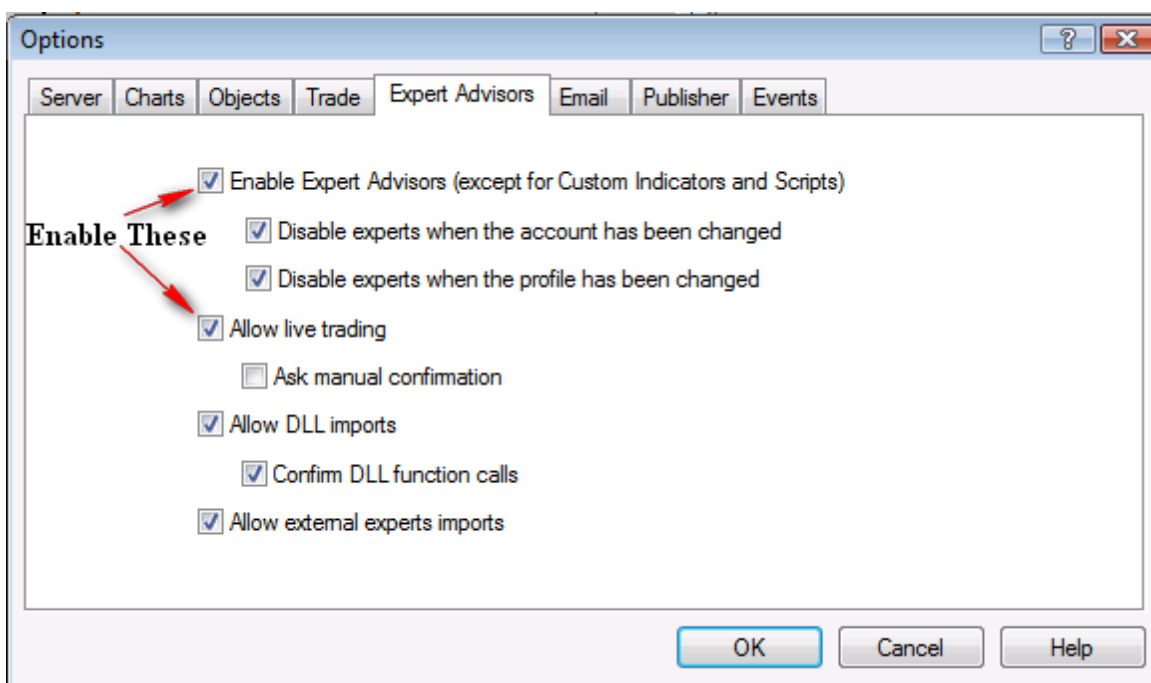 Options
Server Charts Objects Trade Expert Advisors Email Publisher Events
Enable Expert Advisors (except for Custom Indicators and Scripts)
Enable These
Disable experts when the account has been changed
Disable experts when the profile has been changed
Allow live trading
Ask manual confirmation
Allow DLL imports
Confirm DLL function calls
Allow external experts imports
OK Cancel Help